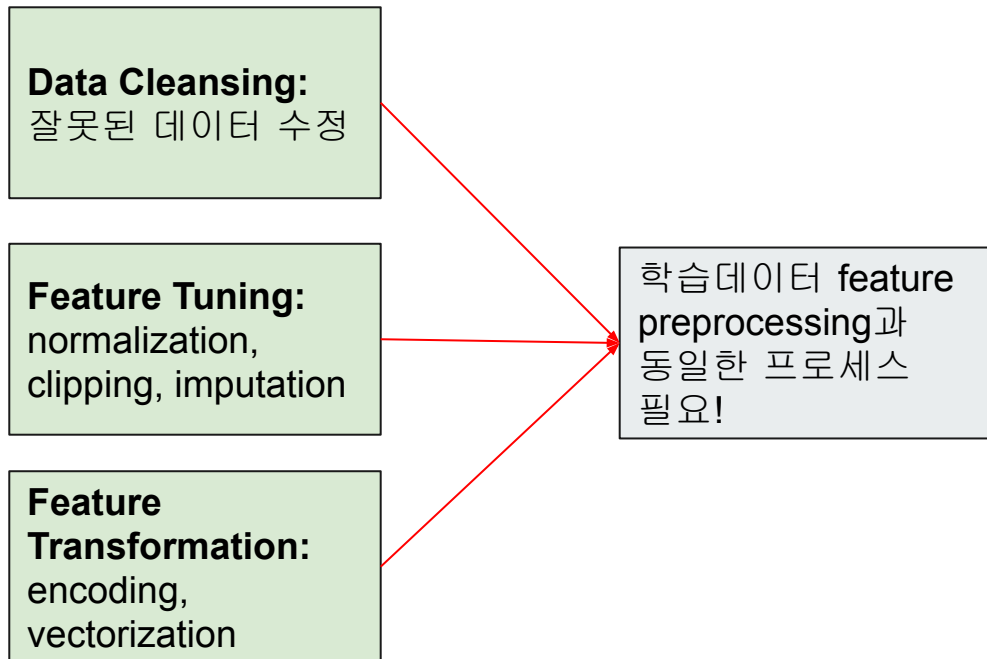 Data Cleansing:
잘못된 데이터 수정
Feature Tuning:
normalization,
clipping, imputation
Feature
Transformation:
encoding,
vectorization
학습데이터 feature
preprocessing과
동일한 프로세스
필요!